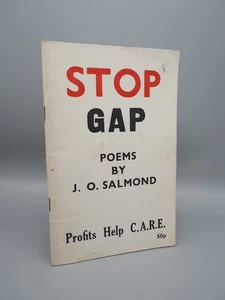 STOP
GAP
POEMS
BY
J. O. SALMOND
Profits Help C.A.R.E.
50p